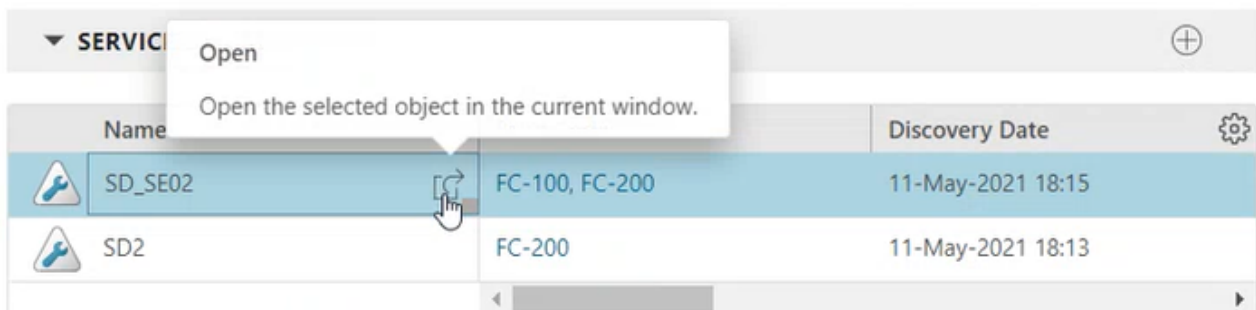 SERVIC
Open
Open the selected object in the current window.
Name
Discovery Date
SD_SE02
FC-100, FC-200
11-May-2021 18:15
SD2
FC-200
11-May-2021 18:13